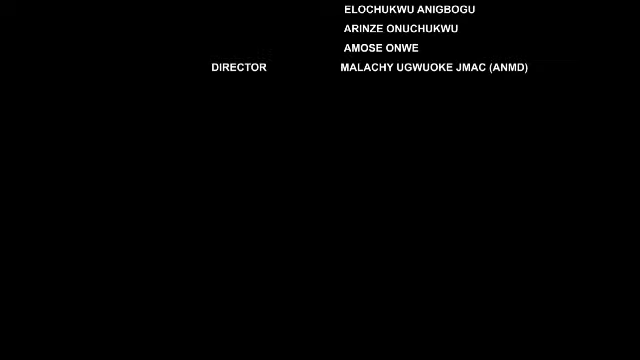 ELOCHUKWU ANIGBOGU
ARINZE ONUCHUKWU
AMOSE ONWE
DIRECTOR MALACHY UGWUOKE JMAC (ANMD)